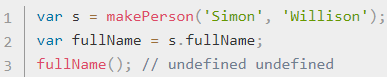 1 var s = makePerson('Simon', 'Willison');
2 var fullName = s.fullName;
3 fullName(); // undefined undefined